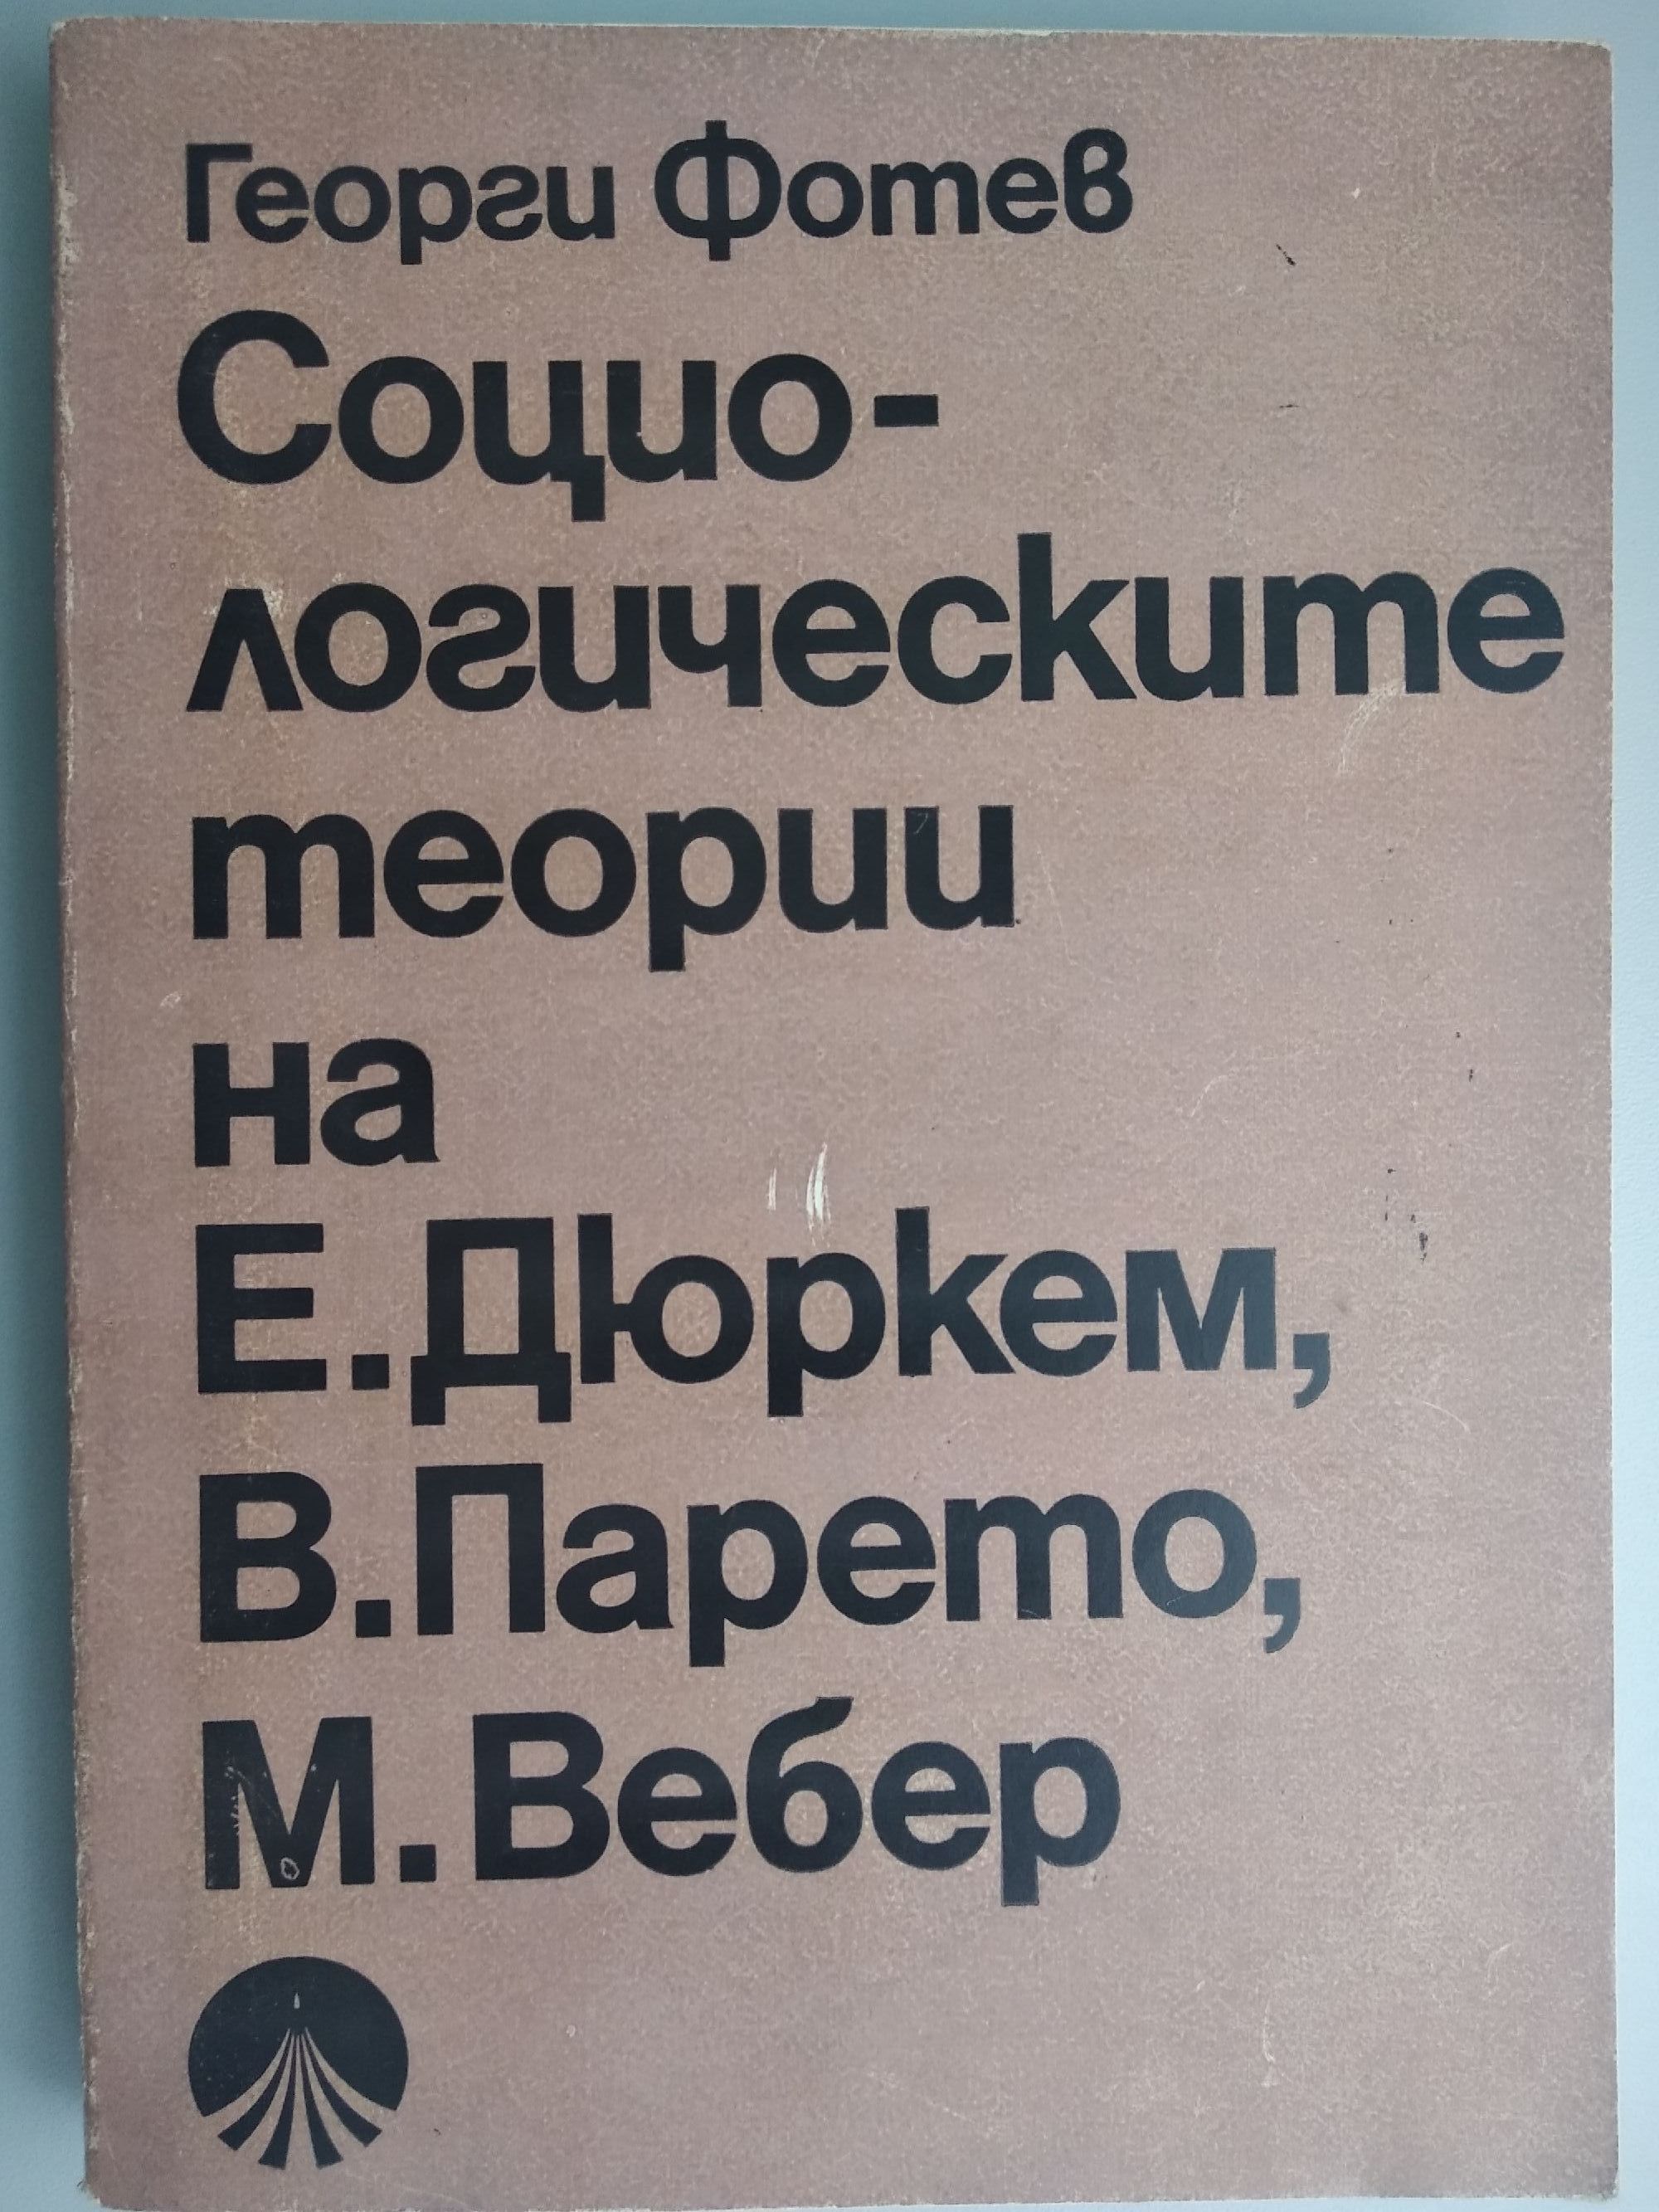 Георги Фотев
Социо-
логическите
теории
на
Е. Дюркем,
В. Парето,
М. Вебер